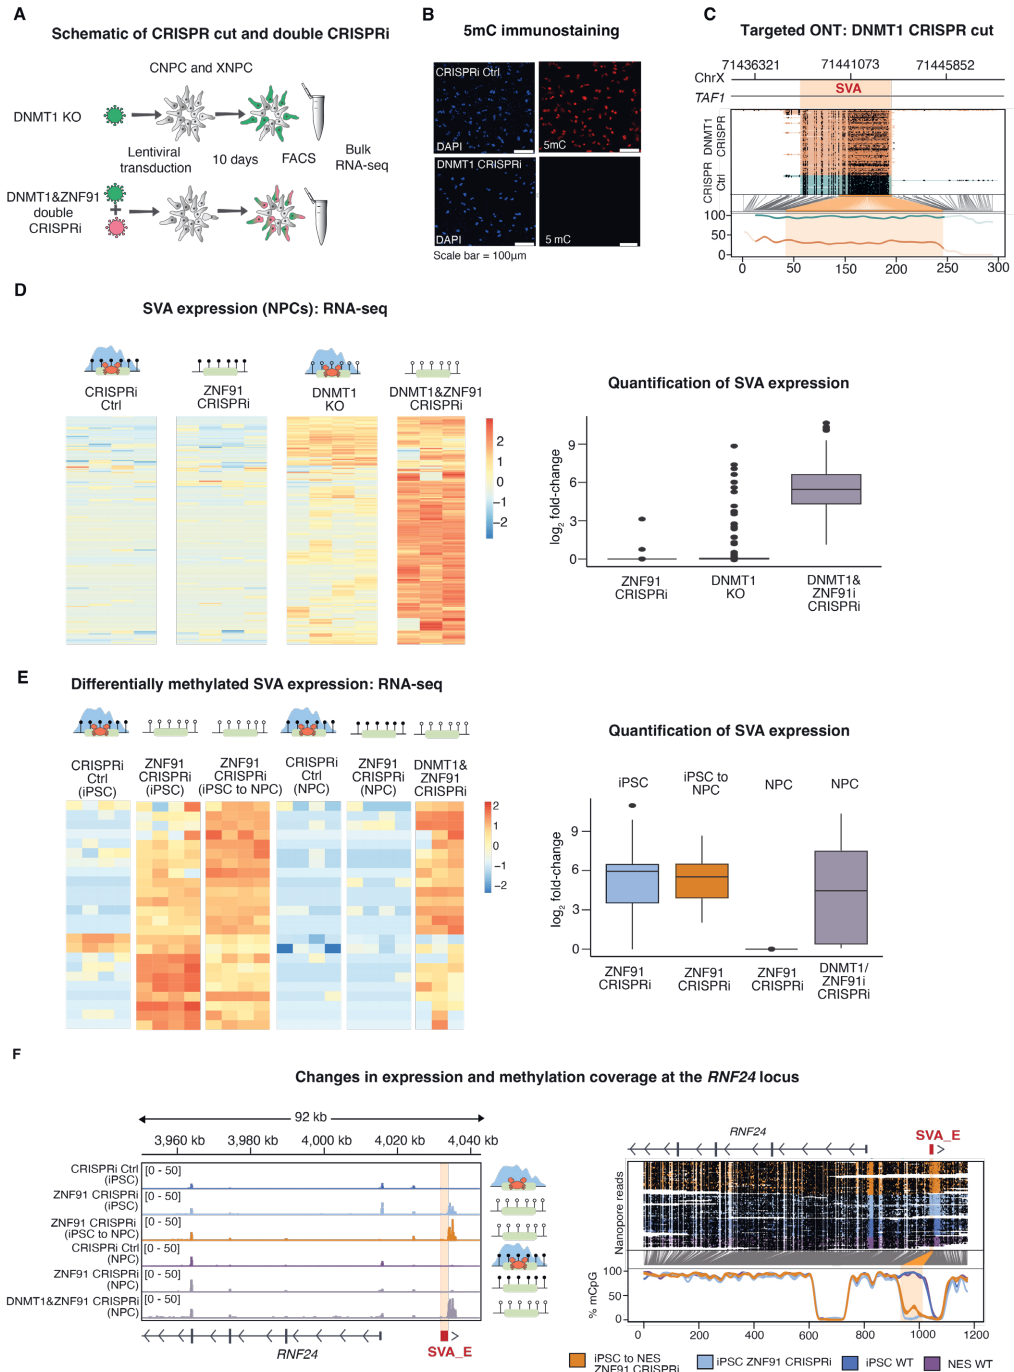 A
Schematic of CRISPR cut and double CRISPRi
CNPC and XNPC
DNMT1 KO
Lentiviral
transduction
10 days
FACS
Bulk
RNA-seq
DNMT1&ZNF91
double
CRISPRi
B
5mC immunostaining
CRISPRi Ctrl
DAPI
5mC
DNMT1 CRISPRi
DAPI
5 mC
Scale bar = 100µm
C
Targeted ONT: DNMT1 CRISPR cut
71436321 71441073 71445852
ChrX
SVA
TAF1
DNMT1
CRISPR
CRISPR
Ctrl
100
50
0
0 50 150 200 250 300
D
SVA expression (NPCs): RNA-seq
CRISPRi
Ctrl
ZNF91
CRISPRi
DNMT1
KO
DNMT1&ZNF91
CRISPRi
2
1
0
−1
−2
Quantification of SVA expression
log2 fold-change
9
6
3
0
ZNF91
CRISPRi
DNMT1
KO
DNMT1&
ZNF91i
CRISPRi
E
Differentially methylated SVA expression: RNA-seq
CRISPRi
Ctrl
(iPSC)
ZNF91
CRISPRi
(iPSC)
ZNF91
CRISPRi
(iPSC to NPC)
CRISPRi
Ctrl
(NPC)
ZNF91
CRISPRi
(NPC)
DNMT1&
ZNF91
CRISPRi
2
1
0
−1
−2
Quantification of SVA expression
iPSC
iPSC to
NPC
NPC
NPC
log2 fold-change
9
6
3
0
ZNF91
CRISPRi
ZNF91
CRISPRi
ZNF91
CRISPRi
DNMT1/
ZNF91i
CRISPRi
F
Changes in expression and methylation coverage at the RNF24 locus
92 kb
3,960 kb 3,980 kb 4,000 kb 4,020 kb 4,040 kb
CRISPRi Ctrl
(iPSC)
[0 - 50]
ZNF91 CRISPRi
(iPSC)
[0 - 50]
ZNF91 CRISPRi
(iPSC to NPC)
[0 - 50]
CRISPRi Ctrl
(NPC)
[0 - 50]
ZNF91 CRISPRi
(NPC)
[0 - 50]
DNMT1&ZNF91 CRISPRi
(NPC)
[0 - 50]
RNF24
SVA_E
RNF24
SVA_E
Nanopore reads
% mCpG
100
50
0
0 200 400 600 800 1000 1200
iPSC to NES
ZNF91 CRISPRi
iPSC ZNF91 CRISPRi
iPSC WT
NES WT